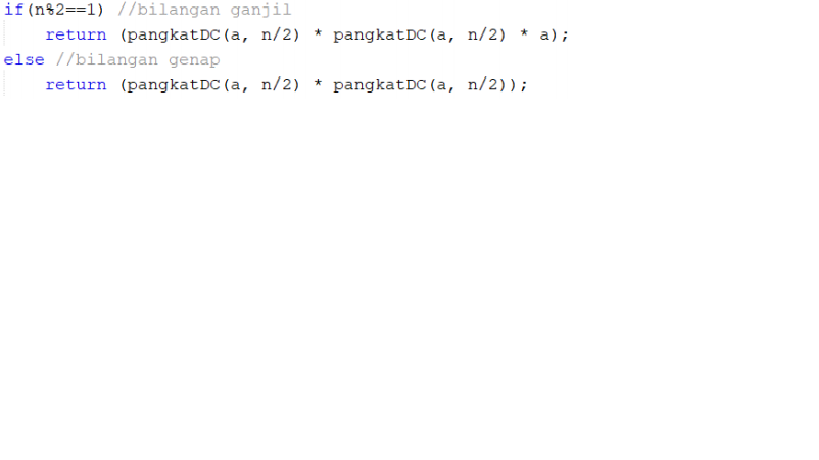 if(n%2==1) //bilangan ganjil
return (pangkatDC(a, n/2) * pangkatDC(a, n/2) * a);
else //bilangan genap
return (pangkatDC(a, n/2) * pangkatDC(a, n/2));